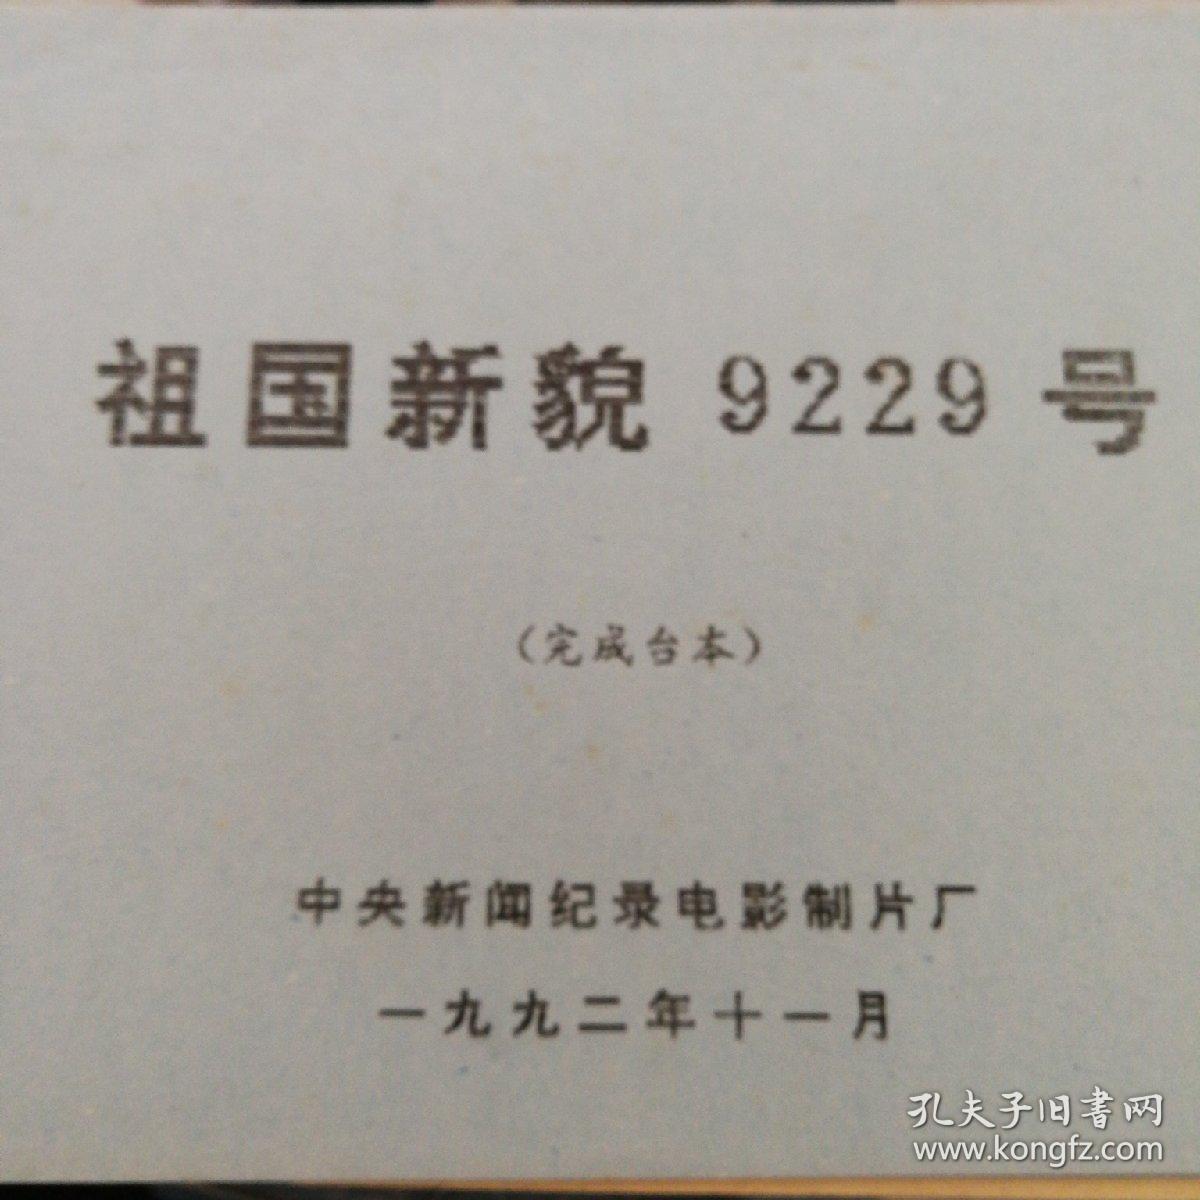 祖国新貌 9229 号
（完成台本）
中央新闻纪录电影制片厂
一九九二年十一月
孔夫子旧書网
www.kongfz.com